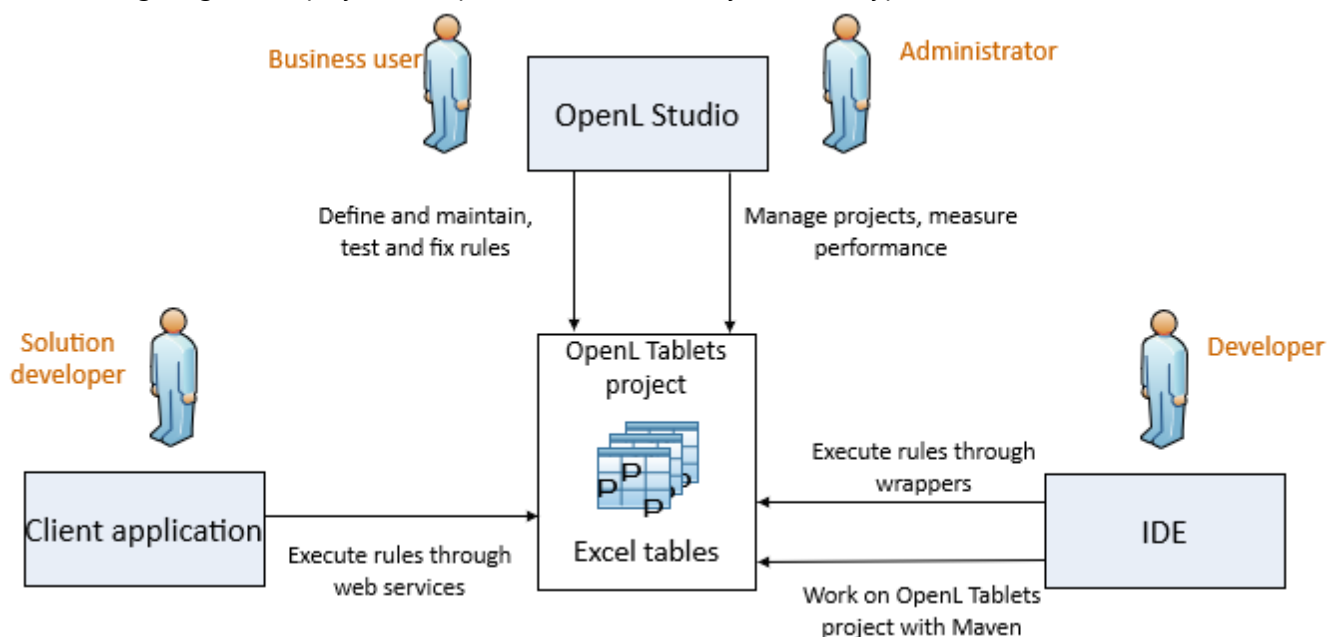 Business user
Administrator
OpenL Studio
Define and maintain,
test and fix rules
Manage projects, measure
performance
Solution
developer
OpenL Tablets
project
Developer
P
P
P
Execute rules through
wrappers
Client application
Excel tables
IDE
Execute rules through
web services
Work on OpenL Tablets
project with Maven